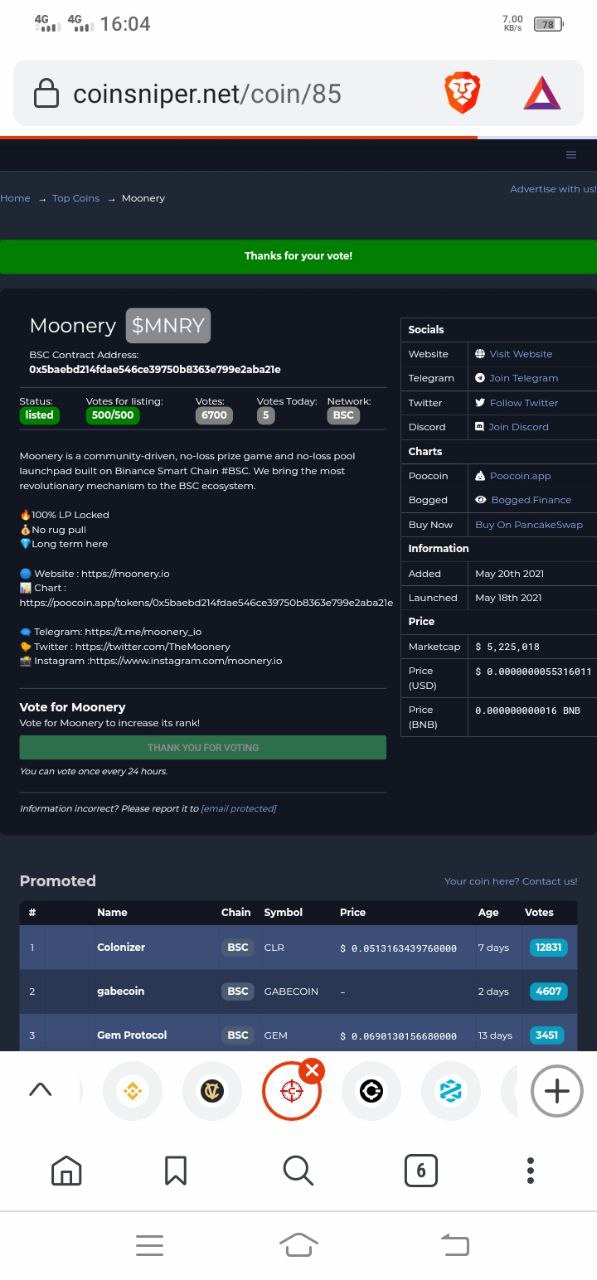 4G 4G 16:04
7.00
KB/s
78
coinsniper.net/coin/85
Advertise with us!
Home → Top Coins → Moonery
Thanks for your vote!
Moonery $MNRY
BSC Contract Address:
0x5baebd214fdae546ce39750b8363e799e2aba21e
Status: Votes for listing: Votes: Votes Today: Network:
listed 500/500 6700 5 BSC
Moonery is a community-driven, no-loss prize game and no-loss pool
launchpad built on Binance Smart Chain #BSC. We bring the most
revolutionary mechanism to the BSC ecosystem.
🔥100% LP Locked
💰No rug pull
💎Long term here
🔵 Website : https://moonery.io
📊 Chart :
https://poocoin.app/tokens/0x5baebd214fdae546ce39750b8363e799e2aba21e
🗨 Telegram: https://t.me/moonery_io
🐤 Twitter : https://twitter.com/TheMoonery
📸 Instagram :https://www.instagram.com/moonery.io
Vote for Moonery
Vote for Moonery to increase its rank!
THANK YOU FOR VOTING
You can vote once every 24 hours.
Information incorrect? Please report it to [email protected]
Socials
Website Visit Website
Telegram Join Telegram
Twitter Follow Twitter
Discord Join Discord
Charts
Poocoin Poocoin.app
Bogged Bogged.Finance
Buy Now Buy On PancakeSwap
Information
Added May 20th 2021
Launched May 18th 2021
Price
Marketcap $ 5,225,018
Price
(USD) $ 0.0000000055316011
Price
(BNB) 0.000000000016 BNB
Promoted
Your coin here? Contact us!
# Name Chain Symbol Price Age Votes
1 Colonizer BSC CLR $ 0.0513163439760000 7 days 12831
2 gabecoin BSC GABECOIN - 2 days 4607
3 Gem Protocol BSC GEM $ 0.0690130156680000 13 days 3451
6